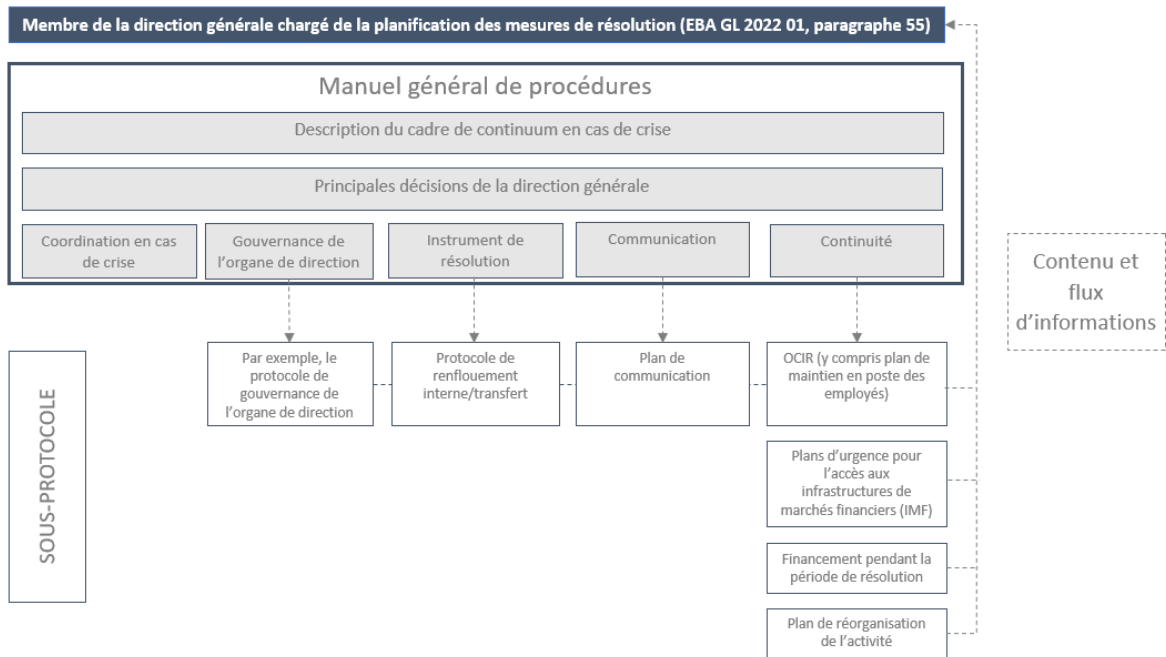 Membre de la direction générale chargé de la planification des mesures de résolution (EBA GL 2022 01, paragraphe 55)
Manuel général de procédures
Description du cadre de continuum en cas de crise
Principales décisions de la direction générale
Coordination en cas
de crise
Gouvernance de
l'organe de direction
Instrument de
résolution
Communication
Continuité
Contenu et
flux
d'informations
SOUS-PROTOCOLE
Par exemple, le
protocole de
gouvernance de
l'organe de direction
Protocole de
renflouement
interne/transfert
Plan de
communication
OCIR (y compris plan de
maintien en poste des
employés)
Plans d'urgence pour
l'accès aux
infrastructures de
marchés financiers (IMF)
Financement pendant la
période de résolution
Plan de réorganisation
de l'activité